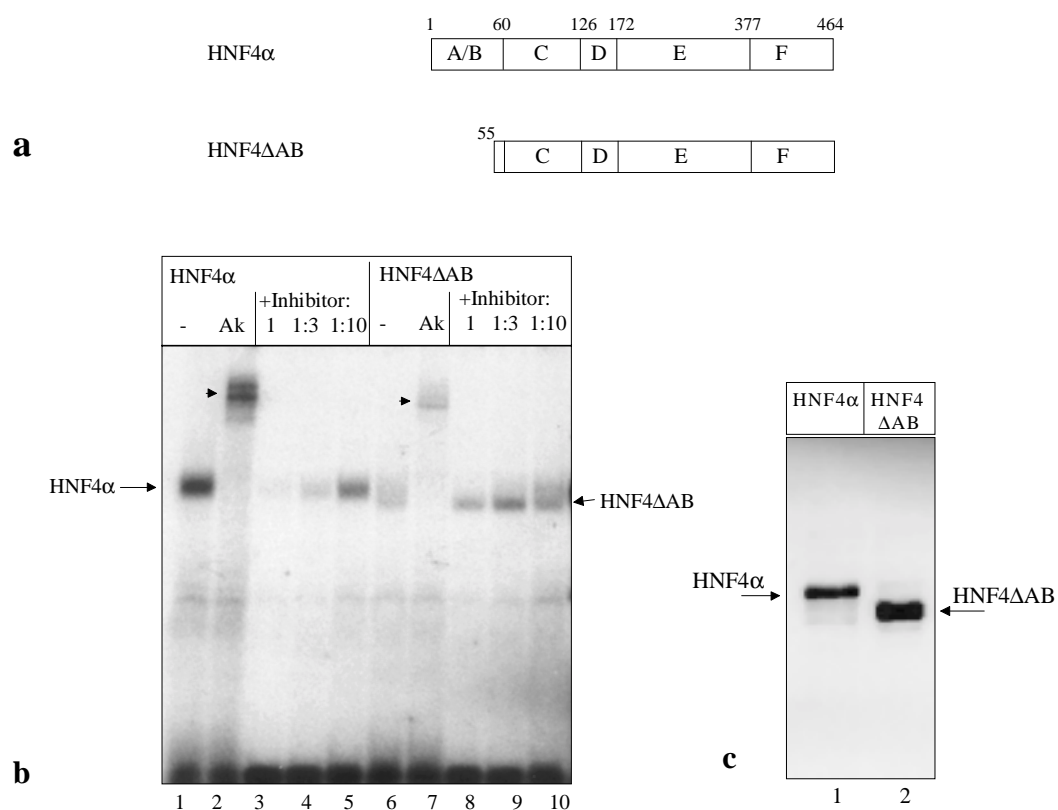 1 60 126 172 377 464
HNF4α A/B C D E F
a
55
HNF4ΔAB C D E F
HNF4α HNF4ΔAB
+Inhibitor: +Inhibitor:
- Ak 1 1:3 1:10 - Ak 1 1:3 1:10
HNF4α
HNF4ΔAB
b
1 2 3 4 5 6 7 8 9 10
HNF4α HNF4
ΔAB
HNF4α
HNF4ΔAB
c
1 2